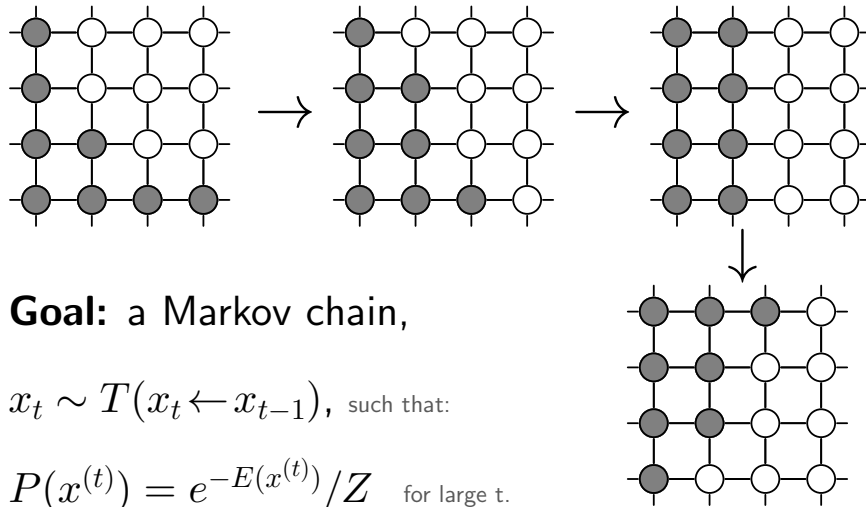 Goal: a Markov chain,
x_t ∼ T(x_t ← x_{t−1}), such that:
P(x^{(t)}) = e^{−E(x^{(t)})}/Z for large t.